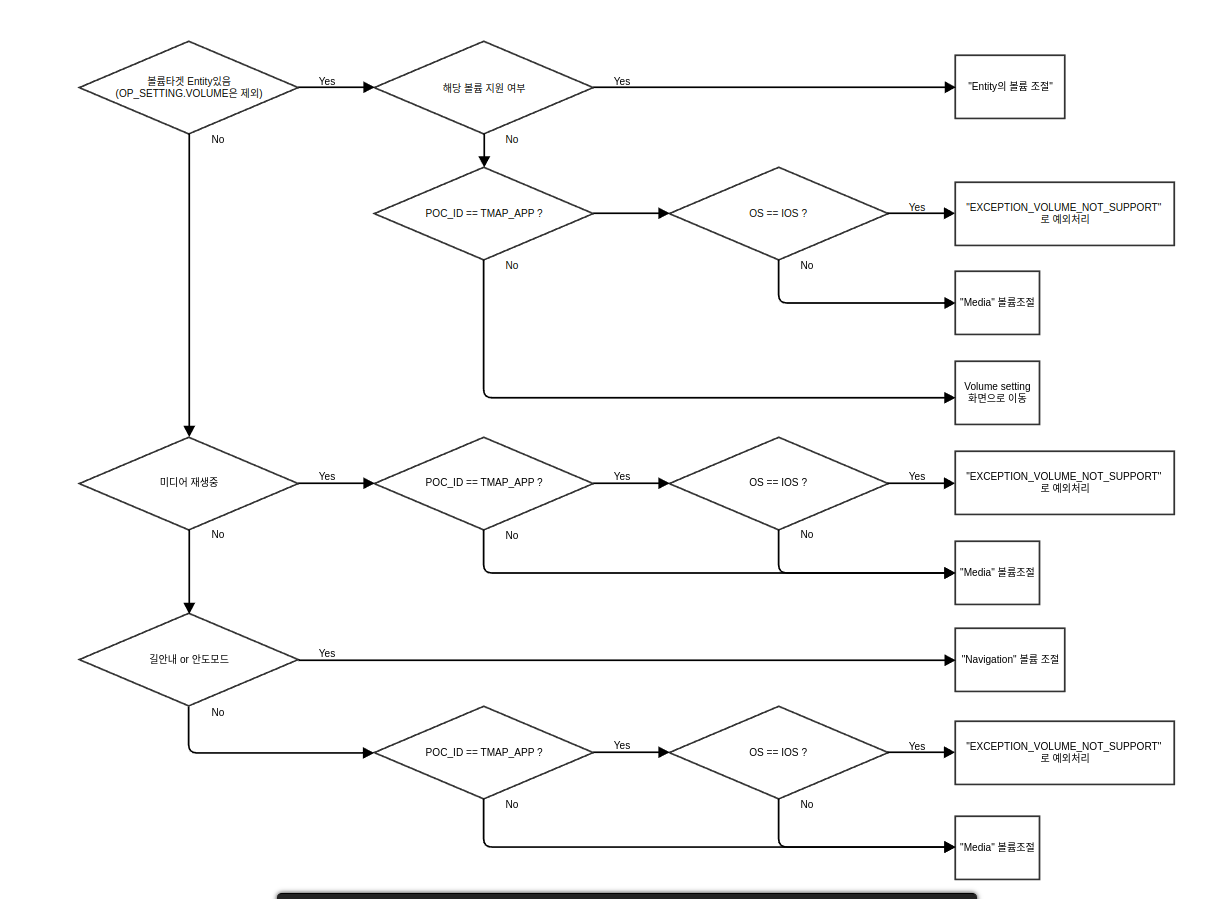 볼륨타겟 Entity있음
(OP_SETTING.VOLUME은 제외)
Yes
해당 볼륨 지원 여부
Yes
"Entity의 볼륨 조절"
No
No
POC_ID == TMAP_APP ?
OS == IOS ?
Yes
"EXCEPTION_VOLUME_NOT_SUPPORT"
로 예외처리
No
No
"Media" 볼륨조절
Volume setting
화면으로 이동
미디어 재생중
Yes
POC_ID == TMAP_APP ?
Yes
OS == IOS ?
Yes
"EXCEPTION_VOLUME_NOT_SUPPORT"
로 예외처리
No
No
No
"Media" 볼륨조절
길안내 or 안도모드
Yes
"Navigation" 볼륨 조절
No
POC_ID == TMAP_APP ?
Yes
OS == IOS ?
Yes
"EXCEPTION_VOLUME_NOT_SUPPORT"
로 예외처리
No
No
"Media" 볼륨조절